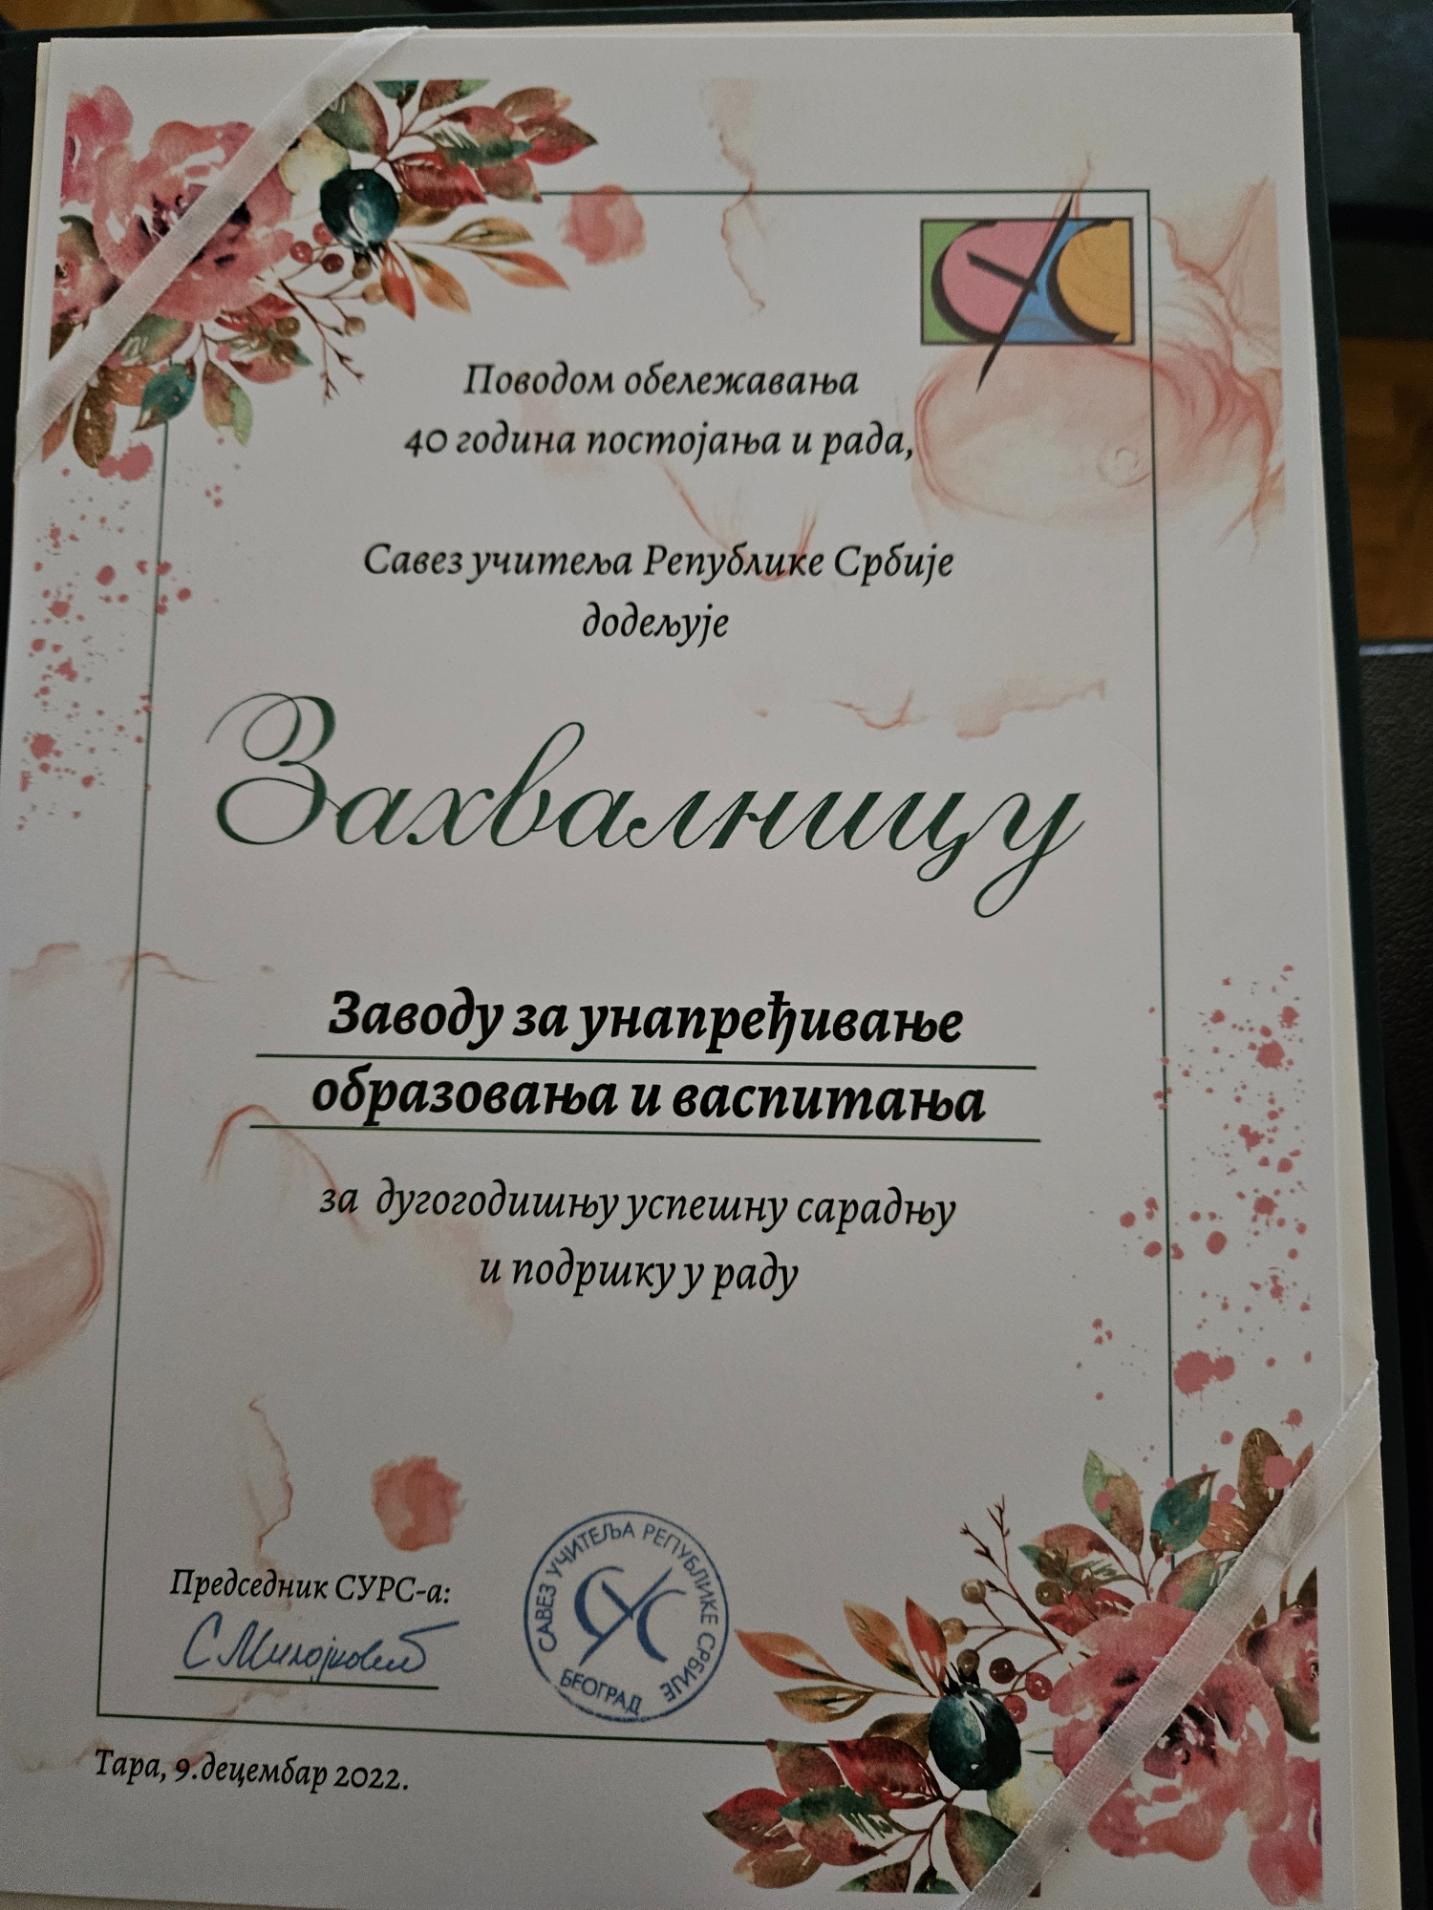 Поводом обележавања
40 година постојања и рада,
Савез учитеља Републике Србије
додељује
Захвалницу
Заводу за унапређивање
образовања и васпитања
за дугогодишњу успешну сарадњу
и подршку у раду
Председник СУРС-а:
С Милојковић
САВЕЗ УЧИТЕЉА РЕПУБЛИКЕ СРБИЈЕ
БЕОГРАД
Тара, 9.децембар 2022.